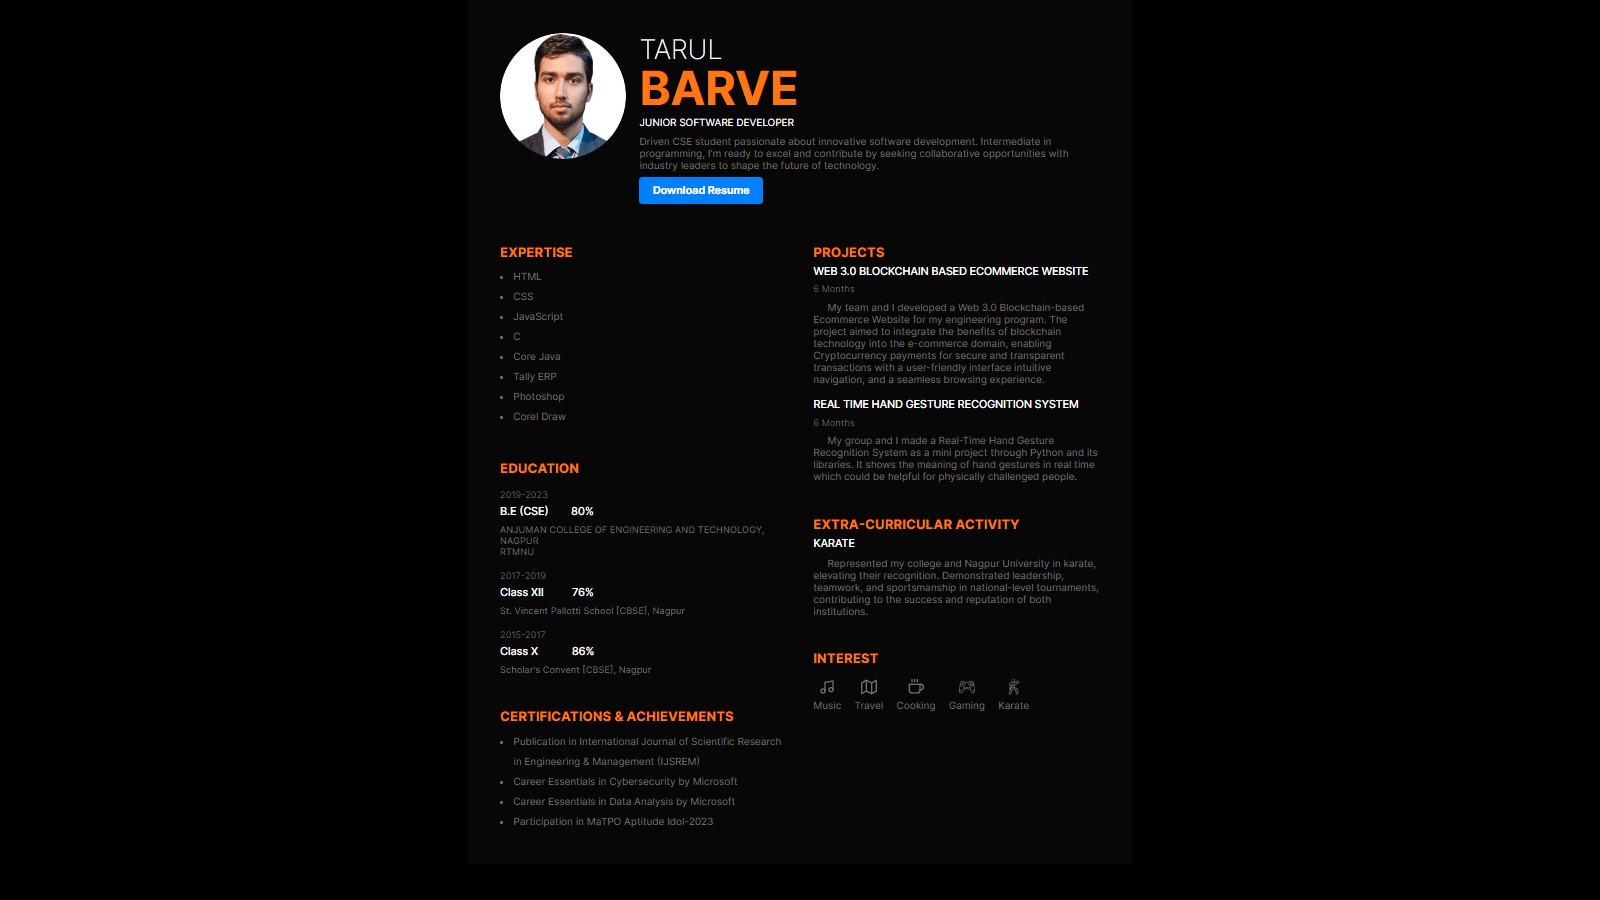 TARUL
BARVE
JUNIOR SOFTWARE DEVELOPER
Driven CSE student passionate about innovative software development. Intermediate in
programming, I'm ready to excel and contribute by seeking collaborative opportunities with
industry leaders to shape the future of technology.
Download Resume
EXPERTISE
• HTML
• CSS
• JavaScript
• C
• Core Java
• Tally ERP
• Photoshop
• Corel Draw
EDUCATION
2019-2023
B.E (CSE) 80%
ANJUMAN COLLEGE OF ENGINEERING AND TECHNOLOGY,
NAGPUR
RTMNU
2017-2019
Class XII 76%
St. Vincent Pallotti School [CBSE], Nagpur
2015-2017
Class X 86%
Scholar's Convent [CBSE], Nagpur
CERTIFICATIONS & ACHIEVEMENTS
• Publication in International Journal of Scientific Research
in Engineering & Management (IJSREM)
• Career Essentials in Cybersecurity by Microsoft
• Career Essentials in Data Analysis by Microsoft
• Participation in MaTPO Aptitude Idol-2023
PROJECTS
WEB 3.0 BLOCKCHAIN BASED ECOMMERCE WEBSITE
6 Months
My team and I developed a Web 3.0 Blockchain-based
Ecommerce Website for my engineering program. The
project aimed to integrate the benefits of blockchain
technology into the e-commerce domain, enabling
Cryptocurrency payments for secure and transparent
transactions with a user-friendly interface intuitive
navigation, and a seamless browsing experience.
REAL TIME HAND GESTURE RECOGNITION SYSTEM
6 Months
My group and I made a Real-Time Hand Gesture
Recognition System as a mini project through Python and its
libraries. It shows the meaning of hand gestures in real time
which could be helpful for physically challenged people.
EXTRA-CURRICULAR ACTIVITY
KARATE
Represented my college and Nagpur University in karate,
elevating their recognition. Demonstrated leadership,
teamwork, and sportsmanship in national-level tournaments,
contributing to the success and reputation of both
institutions.
INTEREST
Music Travel Cooking Gaming Karate